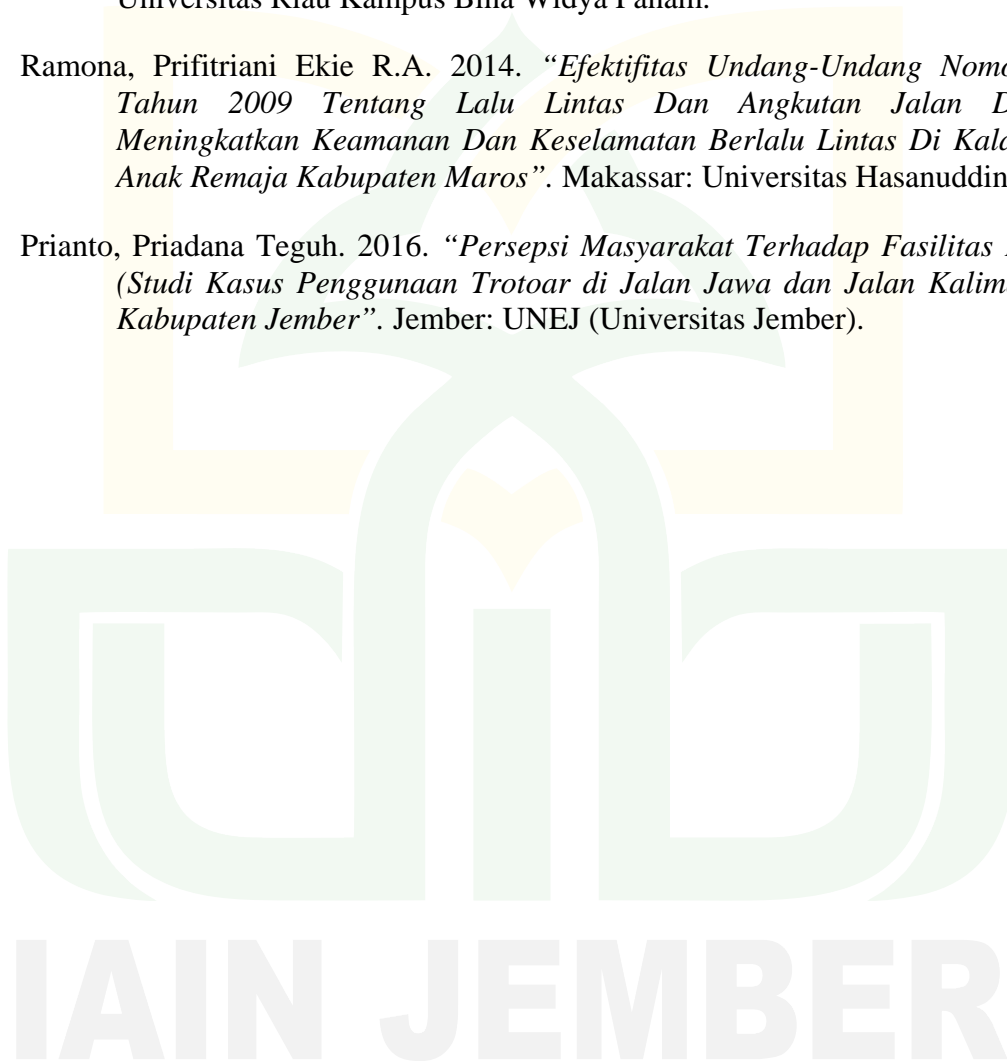 Universitas Riau Kampus Bina Widya Panam.
Ramona, Prifitriani Ekie R.A. 2014. “Efektifitas Undang-Undang
Tahun 2009 Tentang Lalu Lintas Dan Angkutan Jalan
Meningkatkan Keamanan Dan Keselamatan Berlalu Lintas Di
Anak Remaja Kabupaten Maros”. Makassar: Universitas Hasanuddin
Prianto, Priadana Teguh. 2016. “Persepsi Masyarakat Terhadap Fasilitas
(Studi Kasus Penggunaan Trotoar di Jalan Jawa dan Jalan
Kabupaten Jember”. Jember: UNEJ (Universitas Jember).
IAIN JEMBER